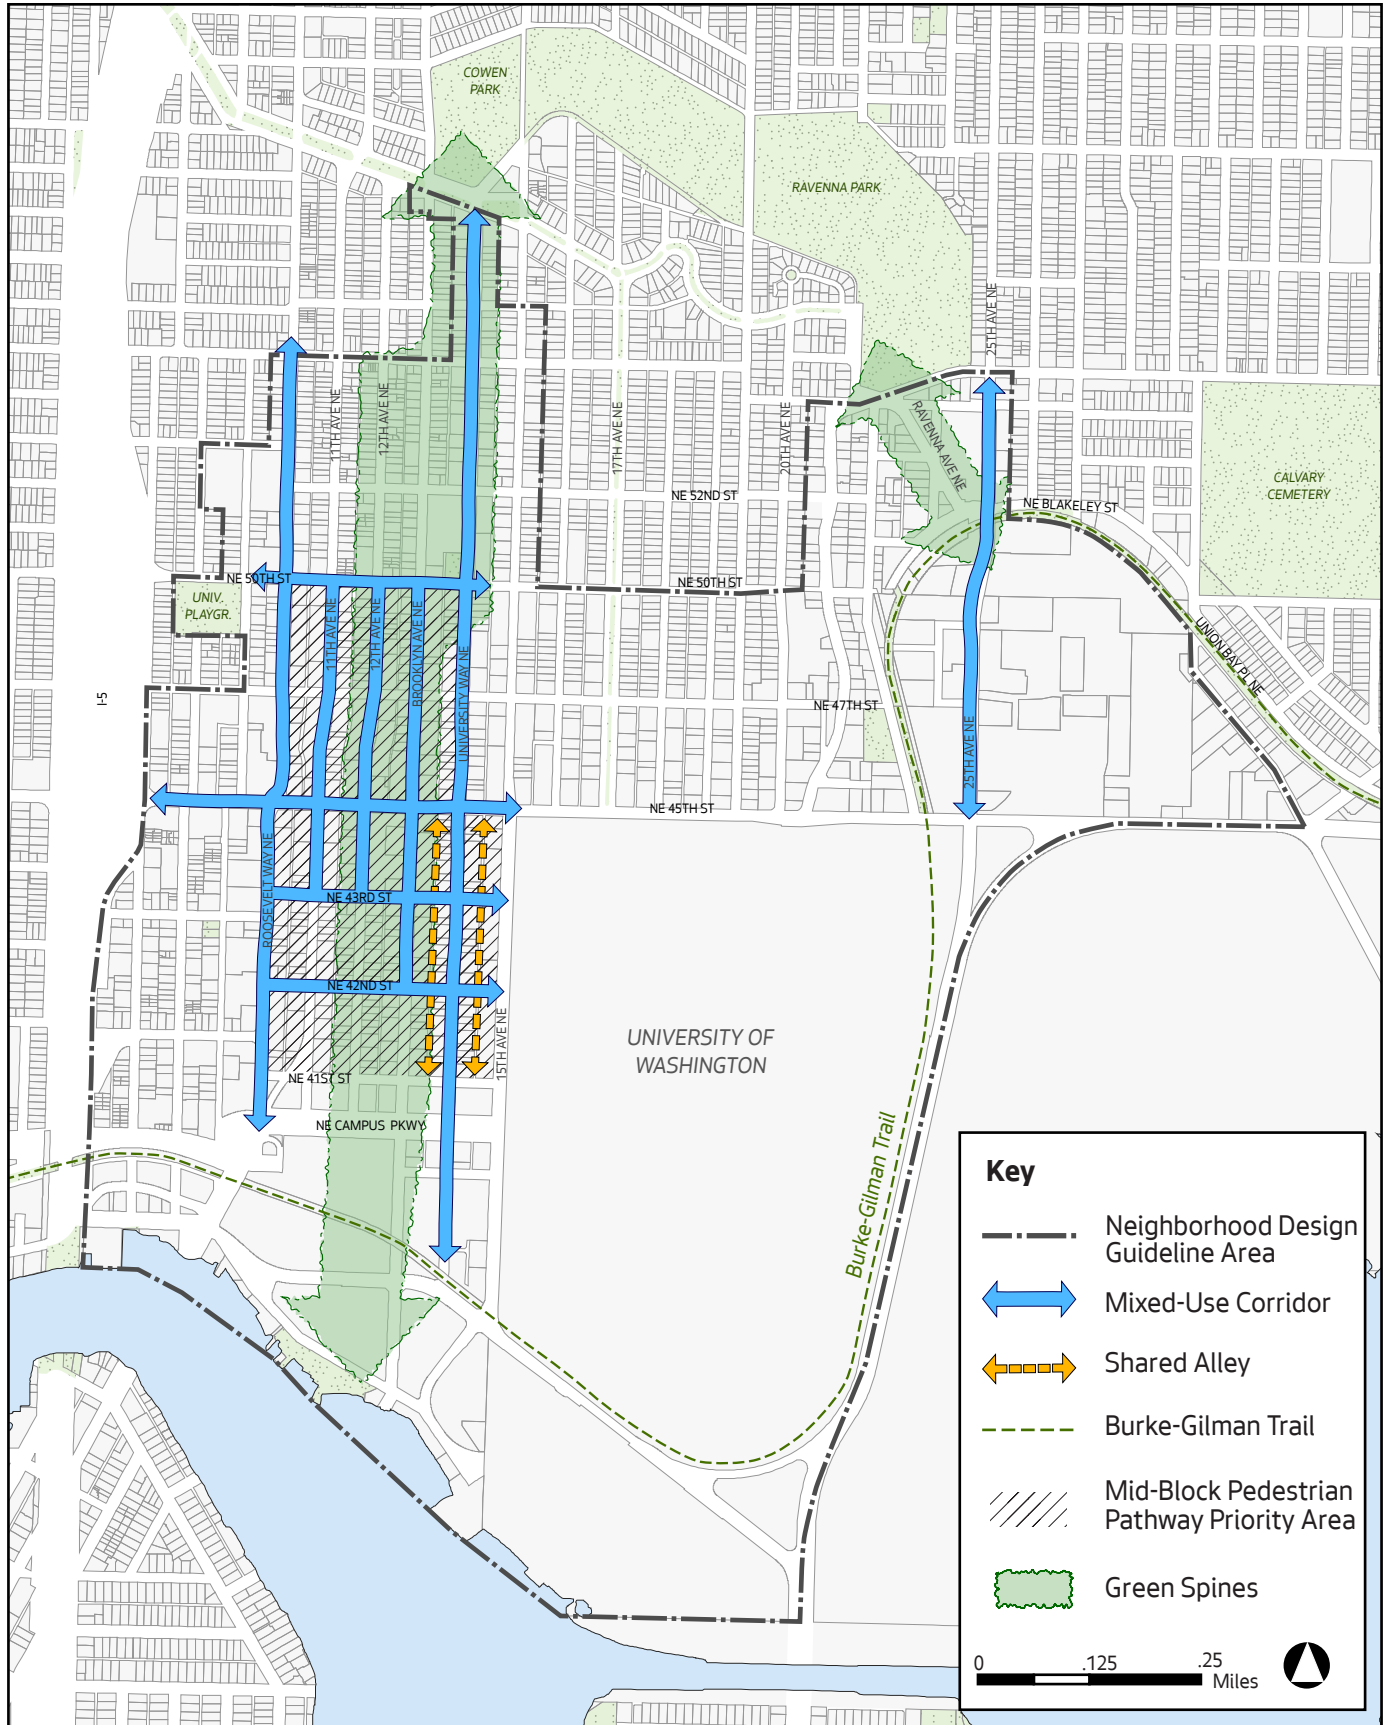 COWEN
PARK
RAVENNA PARK
25TH AVE NE
11TH AVE NE
12TH AVE NE
17TH AVE NE
20TH AVE NE
RAVENNA AVE NE
CALVARY
CEMETERY
NE 52ND ST
NE BLAKELEY ST
NE 50TH ST
NE 50TH ST
UNIV.
PLAYGR.
11TH AVE NE
12TH AVE NE
BROOKLYN AVE NE
UNIVERSITY WAY NE
UNION BAY PL NE
I-5
NE 47TH ST
25TH AVE NE
NE 45TH ST
ROOSEVELT WAY NE
NE 43RD ST
NE 42ND ST
15TH AVE NE
UNIVERSITY OF
WASHINGTON
NE 41ST ST
NE CAMPUS PKWY
Burke-Gilman Trail
Key
Neighborhood Design
Guideline Area
Mixed-Use Corridor
Shared Alley
Burke-Gilman Trail
Mid-Block Pedestrian
Pathway Priority Area
Green Spines
0 .125 .25
Miles